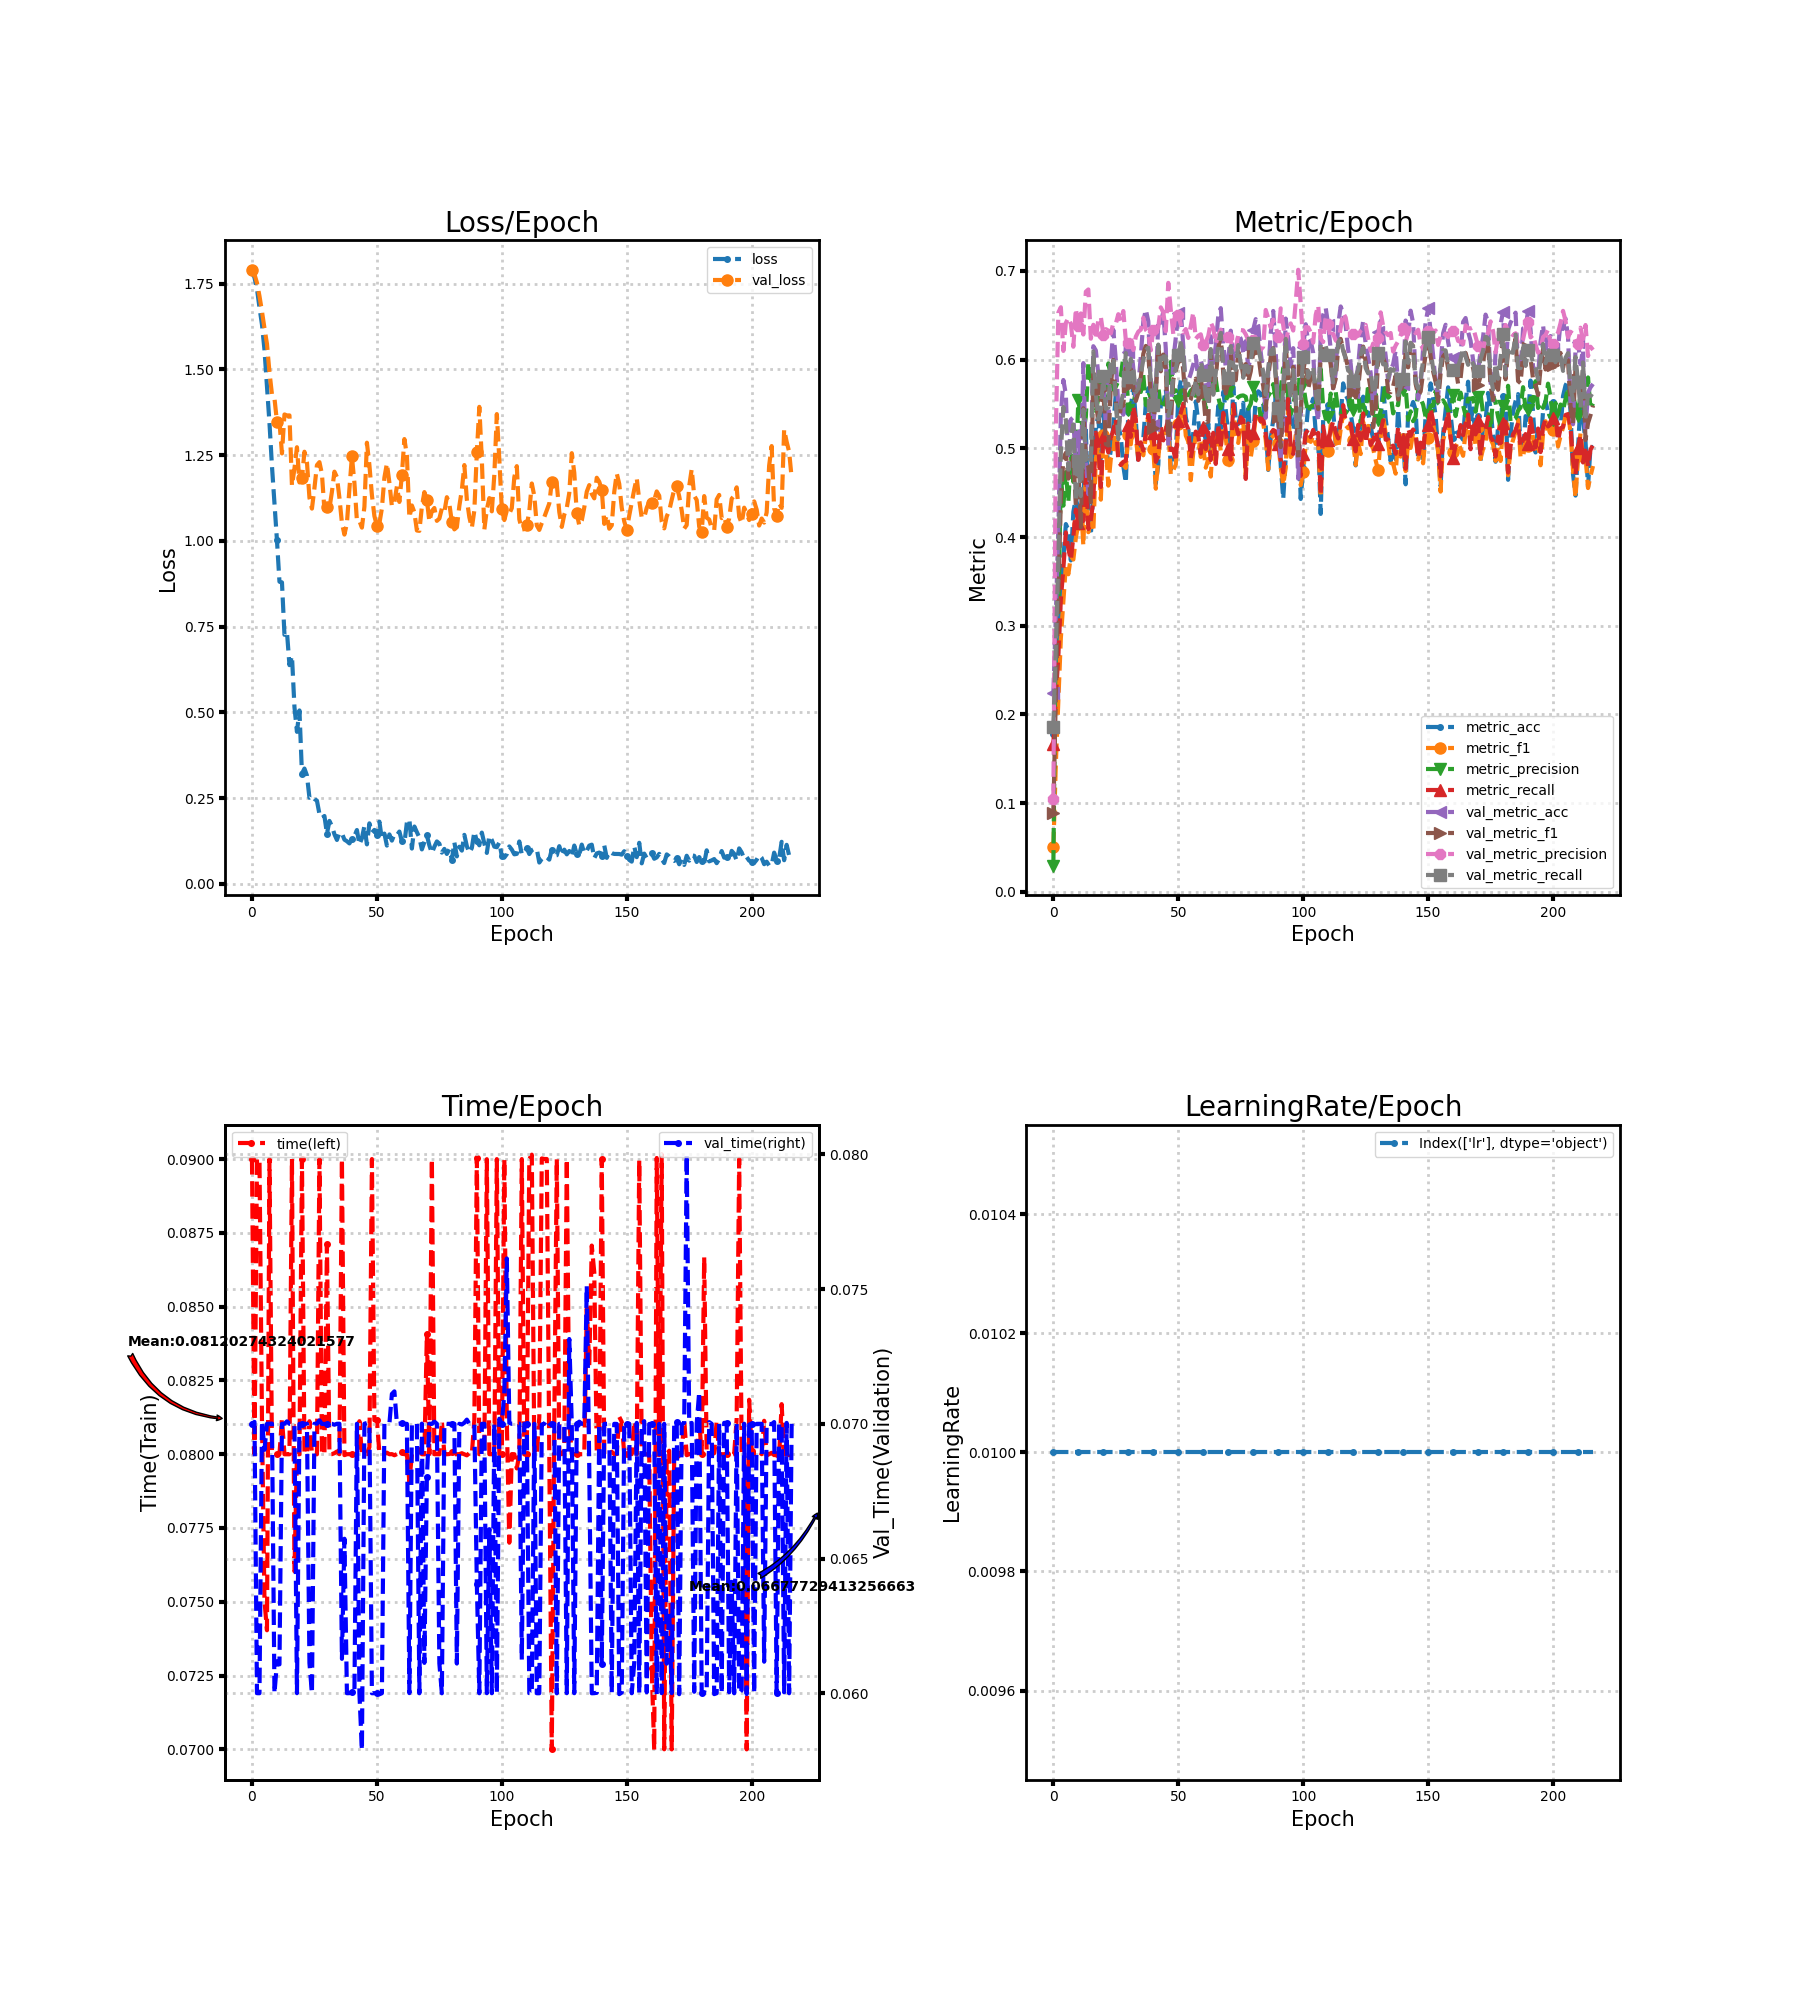 Loss/Epoch
loss
val_loss
1.75
1.50
1.25
1.00
0.75
0.50
0.25
0.00
Loss
0
50
100
150
200
Epoch
Metric/Epoch
0.7
0.6
0.5
0.4
0.3
0.2
0.1
0.0
Metric
metric_acc
metric_f1
metric_precision
metric_recall
val_metric_acc
val_metric_f1
val_metric_precision
val_metric_recall
0
50
100
150
200
Epoch
Time/Epoch
time(left)
val_time(right)
0.0900
0.0875
0.0850
0.0825
0.0800
0.0775
0.0750
0.0725
0.0700
Time(Train)
Mean:0.08120274324021577
0.080
0.075
0.070
0.065
0.060
Val_Time(Validation)
Mean:0.06677729413256663
0
50
100
150
200
Epoch
LearningRate/Epoch
Index(['lr'], dtype='object')
0.0104
0.0102
0.0100
0.0098
0.0096
LearningRate
0
50
100
150
200
Epoch